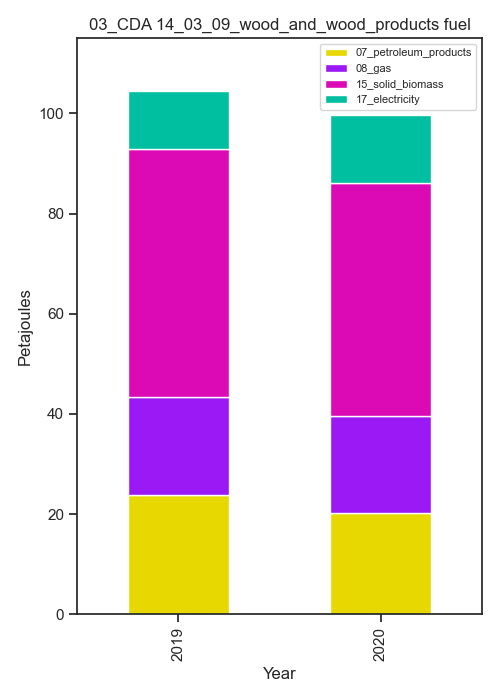 03_CDA 14_03_09_wood_and_wood_products fuel
07_petroleum_products
08_gas
15_solid_biomass
17_electricity
100
80
60
40
20
0
Petajoules
2019
2020
Year